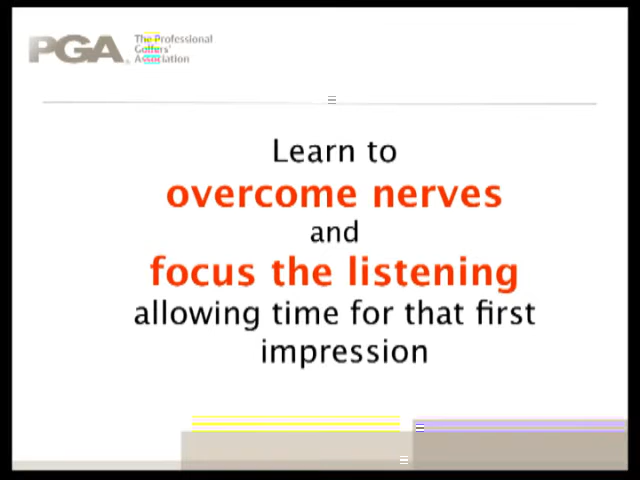 PGA
The Professional
Golfers'
Association
Learn to
overcome nerves
and
focus the listening
allowing time for that first
impression